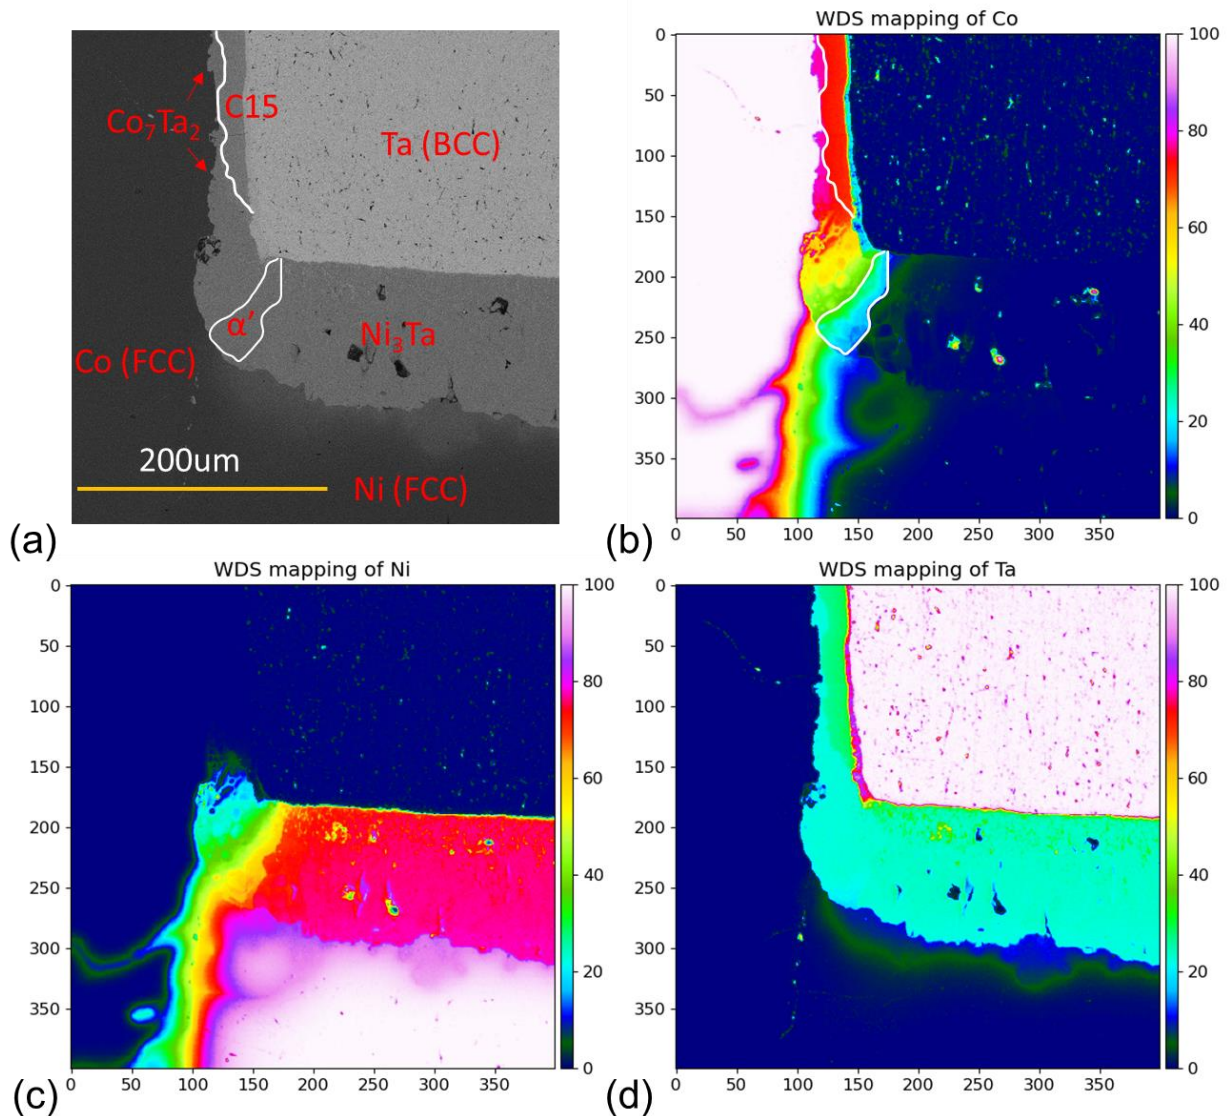 Co₇Ta₂
C15
Ta (BCC)
α’
Ni₃Ta
Co (FCC)
200um
Ni (FCC)
(a)
WDS mapping of Co
0
50
100
150
200
250
300
350
0 50 100 150 200 250 300 350
100
80
60
40
20
0
(b)
WDS mapping of Ni
0
50
100
150
200
250
300
350
0 50 100 150 200 250 300 350
100
80
60
40
20
0
(c)
WDS mapping of Ta
0
50
100
150
200
250
300
350
0 50 100 150 200 250 300 350
100
80
60
40
20
0
(d)